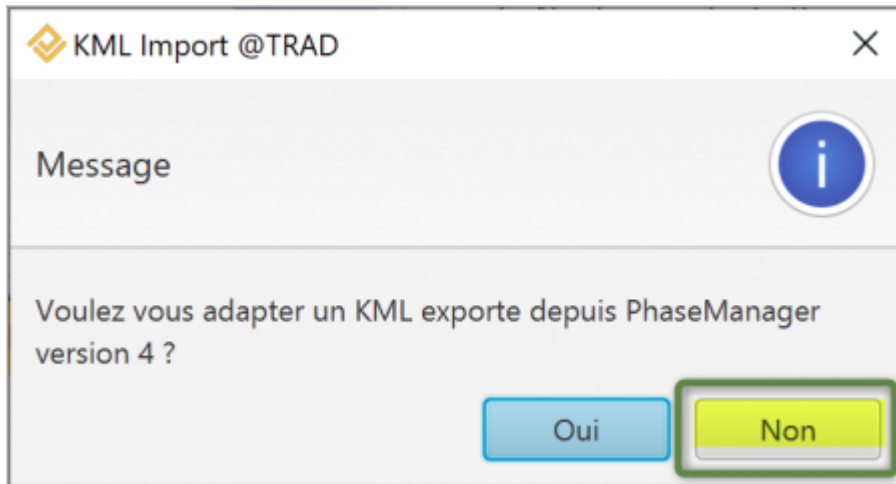 KML Import @TRAD
Message
Voulez vous adapter un KML exporte depuis PhaseManager
version 4 ?
Oui Non